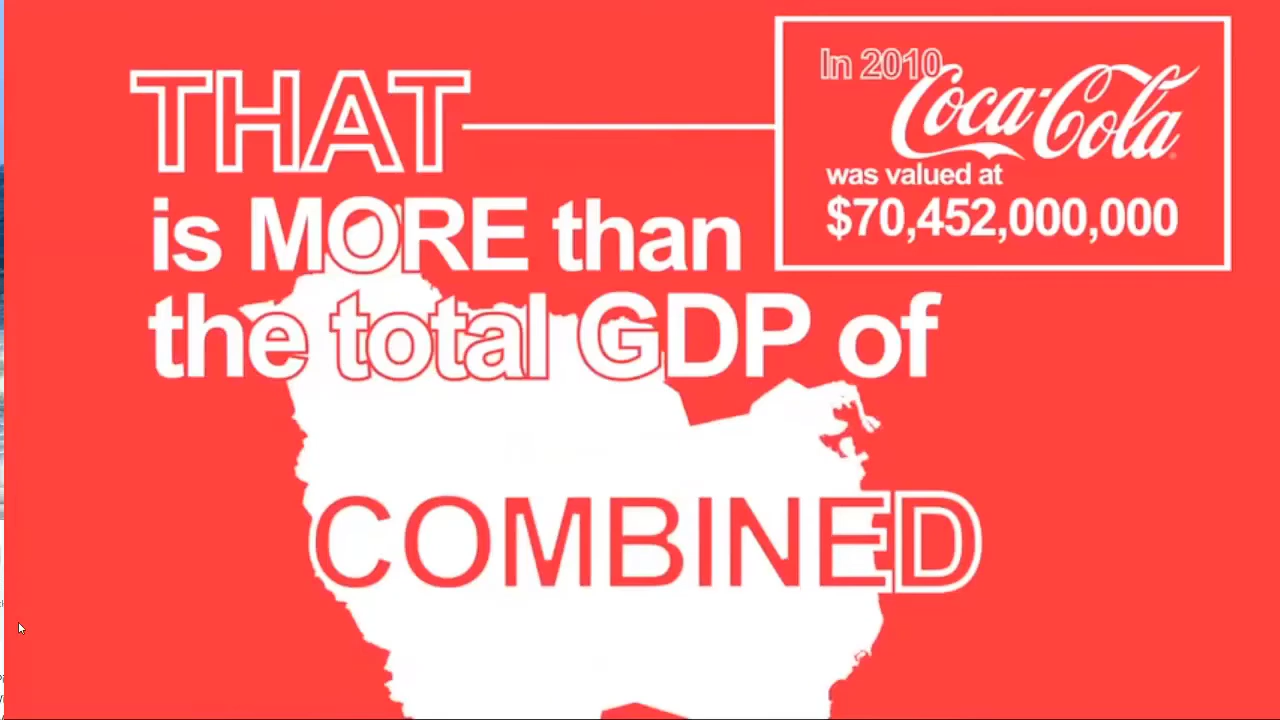 In 2010
Coca-Cola
was valued at
$70,452,000,000
THAT
is MORE than
the total GDP of
COMBINED